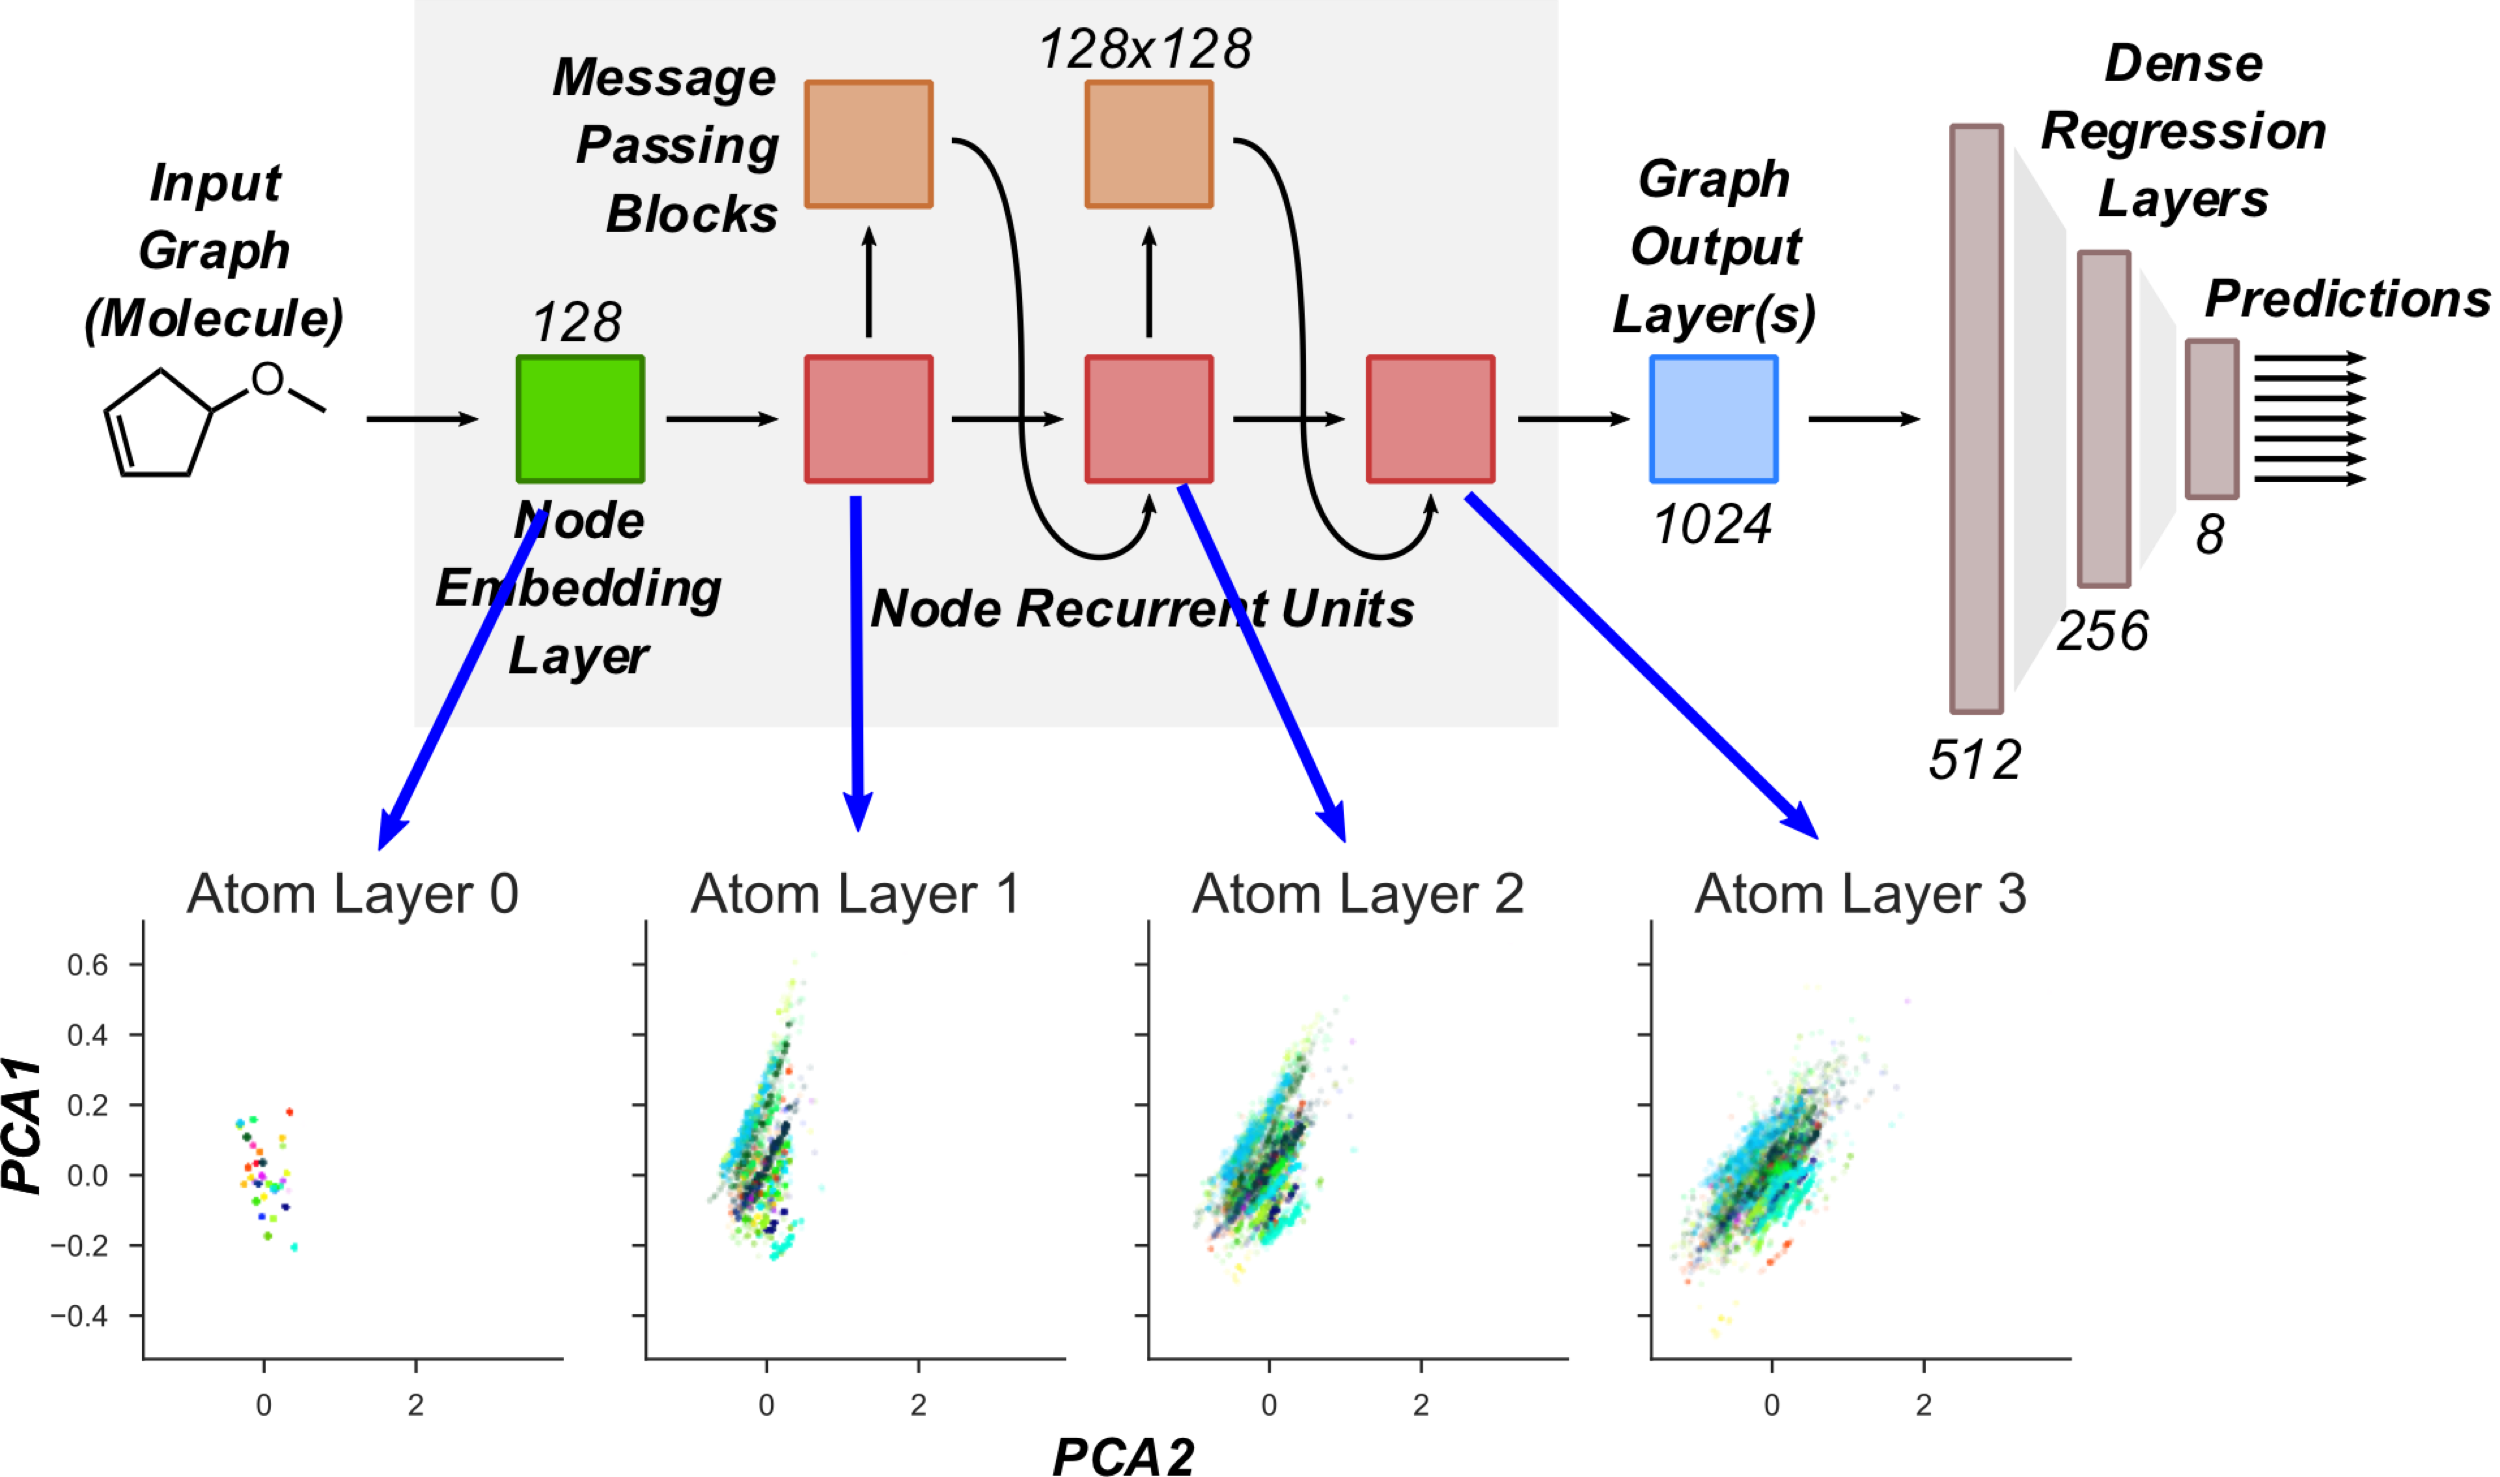 Input
Graph
(Molecule)
O
128
Node
Embedding
Layer
Message
Passing
Blocks
128x128
Node Recurrent Units
Graph
Output
Layer(s)
1024
Dense
Regression
Layers
512
256
8
Predictions
Atom Layer 0
Atom Layer 1
Atom Layer 2
Atom Layer 3
PCA1
0.6
0.4
0.2
0.0
−0.2
−0.4
0 2
0 2
0 2
0 2
PCA2